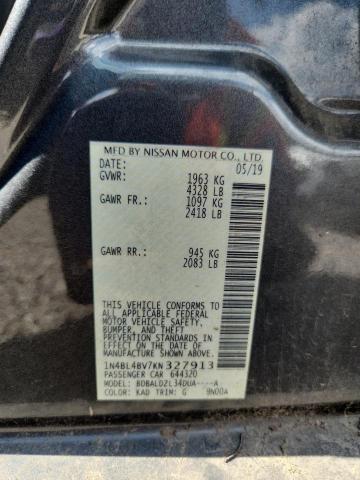 MFD BY NISSAN MOTOR CO., LTD.
DATE: 05/19
GVWR: 1963 KG
4328 LB
GAWR FR.: 1097 KG
2418 LB
GAWR RR.: 945 KG
2083 LB
THIS VEHICLE CONFORMS TO
ALL APPLICABLE FEDERAL
MOTOR VEHICLE SAFETY,
BUMPER, AND THEFT
PREVENTION STANDARDS IN
EFFECT ON THE DATE OF
MANUFACTURE SHOWN ABOVE.
1N4BL4BV7KN327913
PASSENGER CAR 644320
MODEL: BDBALDZL34DUA----A
COLOR: KAD TRIM: G 9N00A